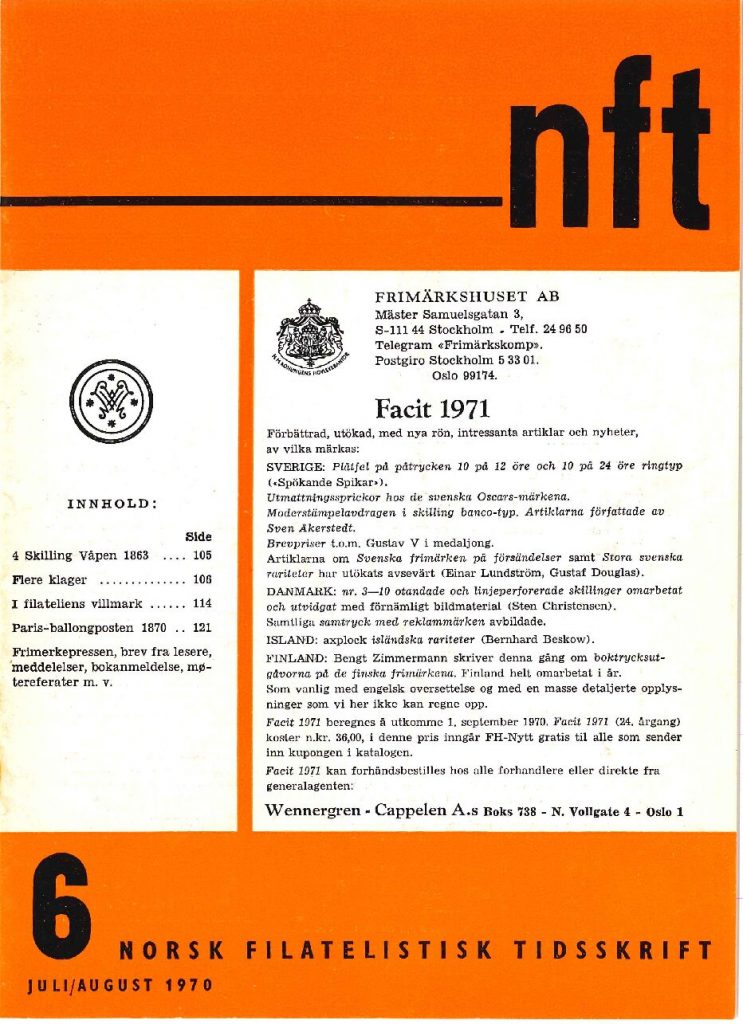 nft
INNHOLD:
Side
4 Skilling Våpen 1863 .... 105
Flere klager .............. 106
I filateliens villmark ...... 114
Paris-ballongposten 1870 .. 121
Frimerkepressen, brev fra lesere,
meddelelser, bokanmeldelse, mø-
tereferater m. v.
FRIMÄRKSHUSET AB
Mäster Samuelsgatan 3,
S-111 44 Stockholm - Telf. 24 96 50
Telegram «Frimärkskomp».
Postgiro Stockholm 5 33 01.
Oslo 99174.
Facit 1971
Förbättrad, utökad, med nya rön, intressanta artiklar och nyheter,
av vilka märkas:
SVERIGE: Plåtfel på påtrycken 10 på 12 öre och 10 på 24 öre ringtyp
(«Spökande Spikar»).
Utmattningssprickor hos de svenska Oscars-märkena.
Moderstämpelavdragen i skilling banco-typ. Artiklarna författade av
Sven Åkerstedt.
Brevpriser t.o.m. Gustav V i medaljong.
Artiklarna om Svenska frimärken på försändelser samt Stora svenska
rariteter har utökats avsevärt (Einar Lundström, Gustaf Douglas).
DANMARK: nr. 3—10 otandade och linjeperforerade skillinger omarbetat
och utvidgat med förnämligt bildmaterial (Sten Christensen).
Samtliga samtryck med reklammärken avbildade.
ISLAND: axplock isländska rariteter (Bernhard Beskow).
FINLAND: Bengt Zimmermann skriver denna gång om boktrycksut-
gåvorna på de finska frimärkena. Finland helt omarbetat i år.
Som vanlig med engelsk oversettelse og med en masse detaljerte opplys-
ninger som vi her ikke kan regne opp.
Facit 1971 beregnes å utkomme 1. september 1970. Facit 1971 (24. årgang)
koster n.kr. 36,00, i denne pris inngår FH-Nytt gratis til alle som sender
inn kupongen i katalogen.
Facit 1971 kan forhåndsbestilles hos alle forhandlere eller direkte fra
generalagenten:
Wennergren - Cappelen A.s Boks 738 - N. Vollgate 4 - Oslo 1
6 NORSK FILATELISTISK TIDSSKRIFT
JULI/AUGUST 1970